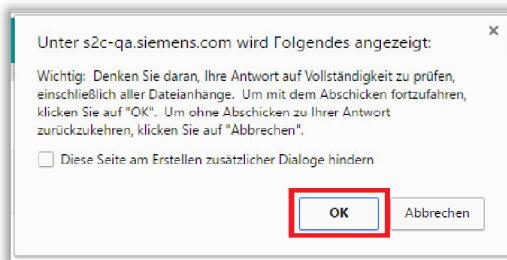 Unter s2c-qa.siemens.com wird Folgendes angezeigt:
Wichtig: Denken Sie daran, Ihre Antwort auf Vollständigkeit zu prüfen,
einschließlich aller Dateianhänge. Um mit dem Abschicken fortzufahren,
klicken Sie auf "OK". Um ohne Abschicken zu Ihrer Antwort
zurückzukehren, klicken Sie auf "Abbrechen".
Diese Seite am Erstellen zusätzlicher Dialoge hindern
OK Abbrechen